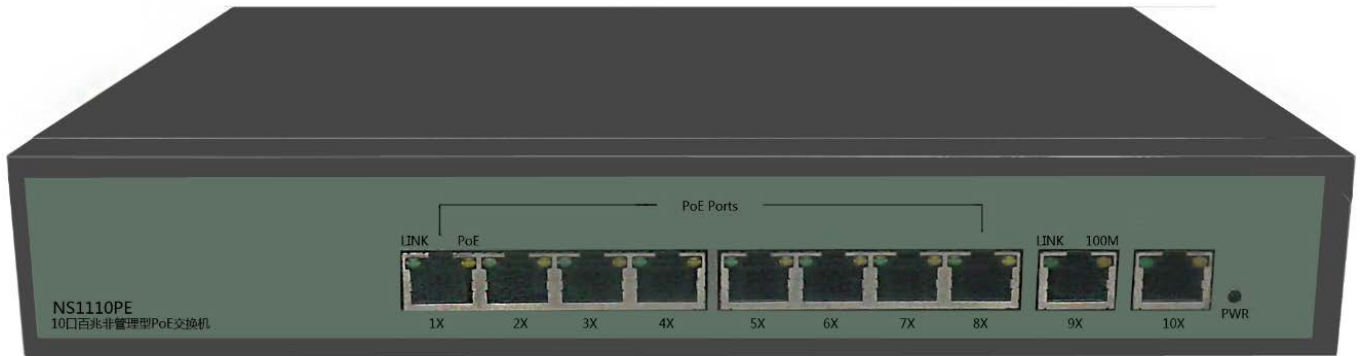 PoE Ports
LINK PoE
LINK 100M
NS1110PE
10口百兆非管理型PoE交换机
1X 2X 3X 4X 5X 6X 7X 8X 9X 10X
PWR